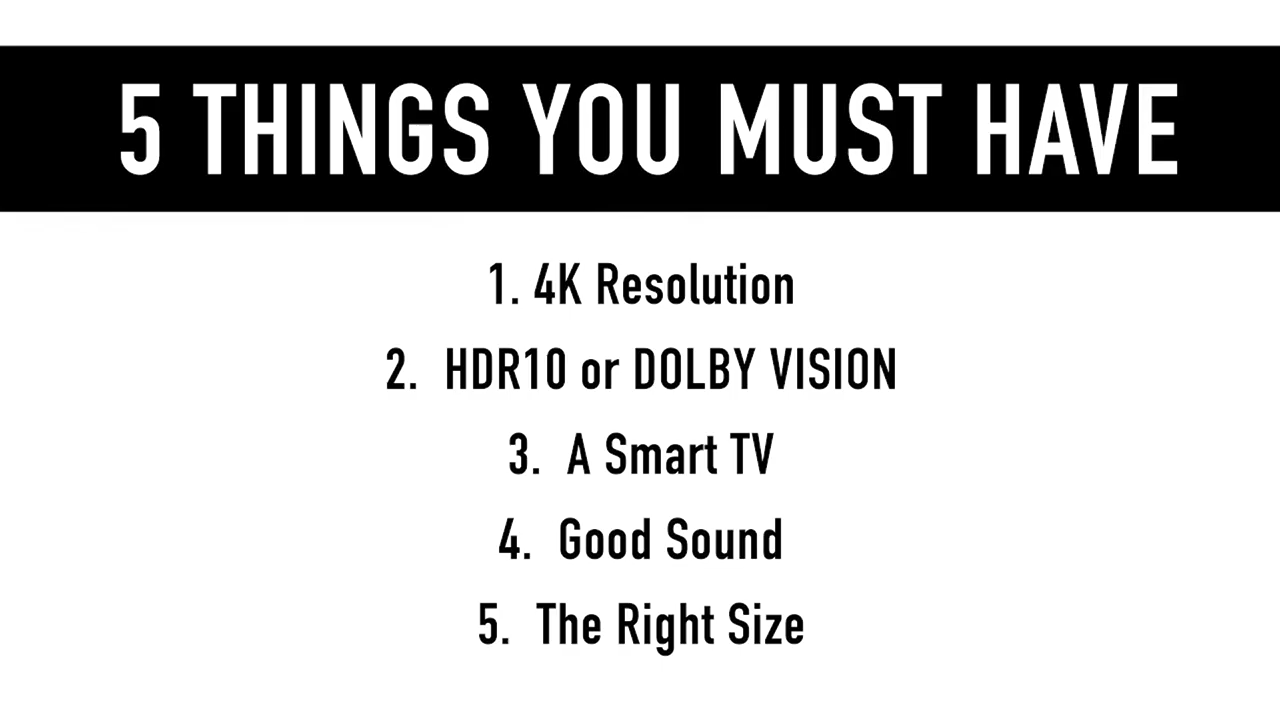 5 THINGS YOU MUST HAVE
1. 4K Resolution
2. HDR10 or DOLBY VISION
3. A Smart TV
4. Good Sound
5. The Right Size